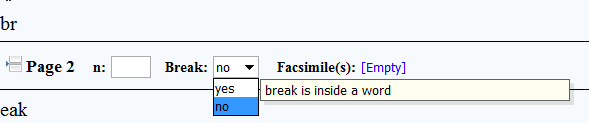 br
Page 2 n: Break: no Facsimile(s): [Empty]
yes break is inside a word
no
eak